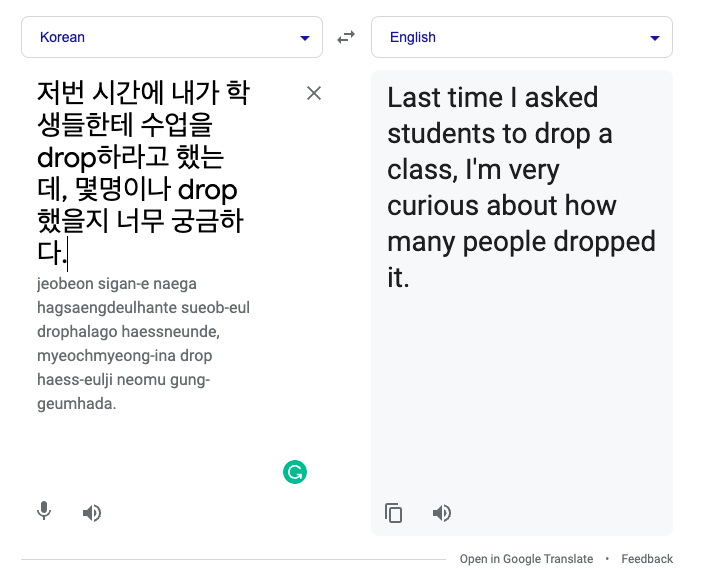 Korean
English
저번 시간에 내가 학
생들한테 수업을
drop하라고 했는
데, 몇명이나 drop
했을지 너무 궁금하
다.
jeobeon sigan-e naega
hagsaengdeulhante sueob-eul
drophalago haessneunde,
myeochmyeong-ina drop
haess-eulji neomu gung-
geumhada.
Last time I asked
students to drop a
class, I'm very
curious about how
many people dropped
it.
Open in Google Translate • Feedback